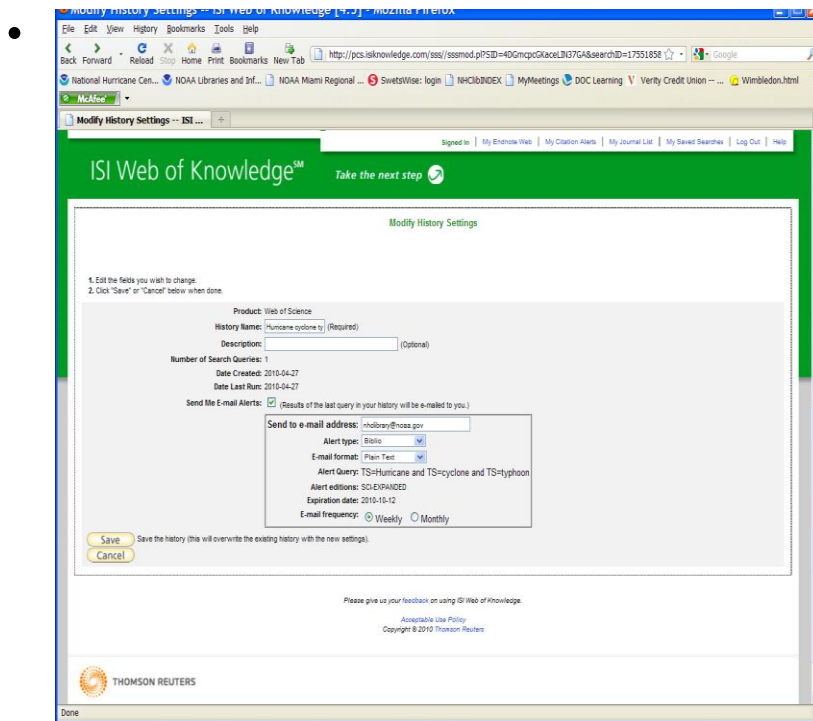 Modify History Settings -- ISI Web of Knowledge [4.5] - Mozilla Firefox
File Edit View History Bookmarks Tools Help
Back Forward Reload Stop Home Print Bookmarks New Tab http://pcs.isiknowledge.com/sss//sssmod.pl?SID=4DGmcpcGKaceLIN37GA&searchID=17551858 Google
National Hurricane Cen... NOAA Libraries and Inf... NOAA Miami Regional ... SwetsWise: login NHClibINDEX MyMeetings DOC Learning Verity Credit Union -- ... Wimbledon.html
McAfee
Modify History Settings -- ISI ...
Signed In | My Endnote Web | My Citation Alerts | My Journal List | My Saved Searches | Log Out | Help
ISI Web of Knowledge℠ Take the next step
Modify History Settings
1. Edit the fields you wish to change.
2. Click "Save" or "Cancel" below when done.
Product: Web of Science
History Name: Hurricane cyclone ty (Required)
Description: (Optional)
Number of Search Queries: 1
Date Created: 2010-04-27
Date Last Run: 2010-04-27
Send Me E-mail Alerts: (Results of the last query in your history will be e-mailed to you.)
Send to e-mail address: nhclibrary@noaa.gov
Alert type: Biblio
E-mail format: Plain Text
Alert Query: TS=Hurricane and TS=cyclone and TS=typhoon
Alert editions: SCI-EXPANDED
Expiration date: 2010-10-12
E-mail frequency: Weekly Monthly
Save Save the history (this will overwrite the existing history with the new settings).
Cancel
Please give us your feedback on using ISI Web of Knowledge.
Acceptable Use Policy
Copyright © 2010 Thomson Reuters
THOMSON REUTERS
Done